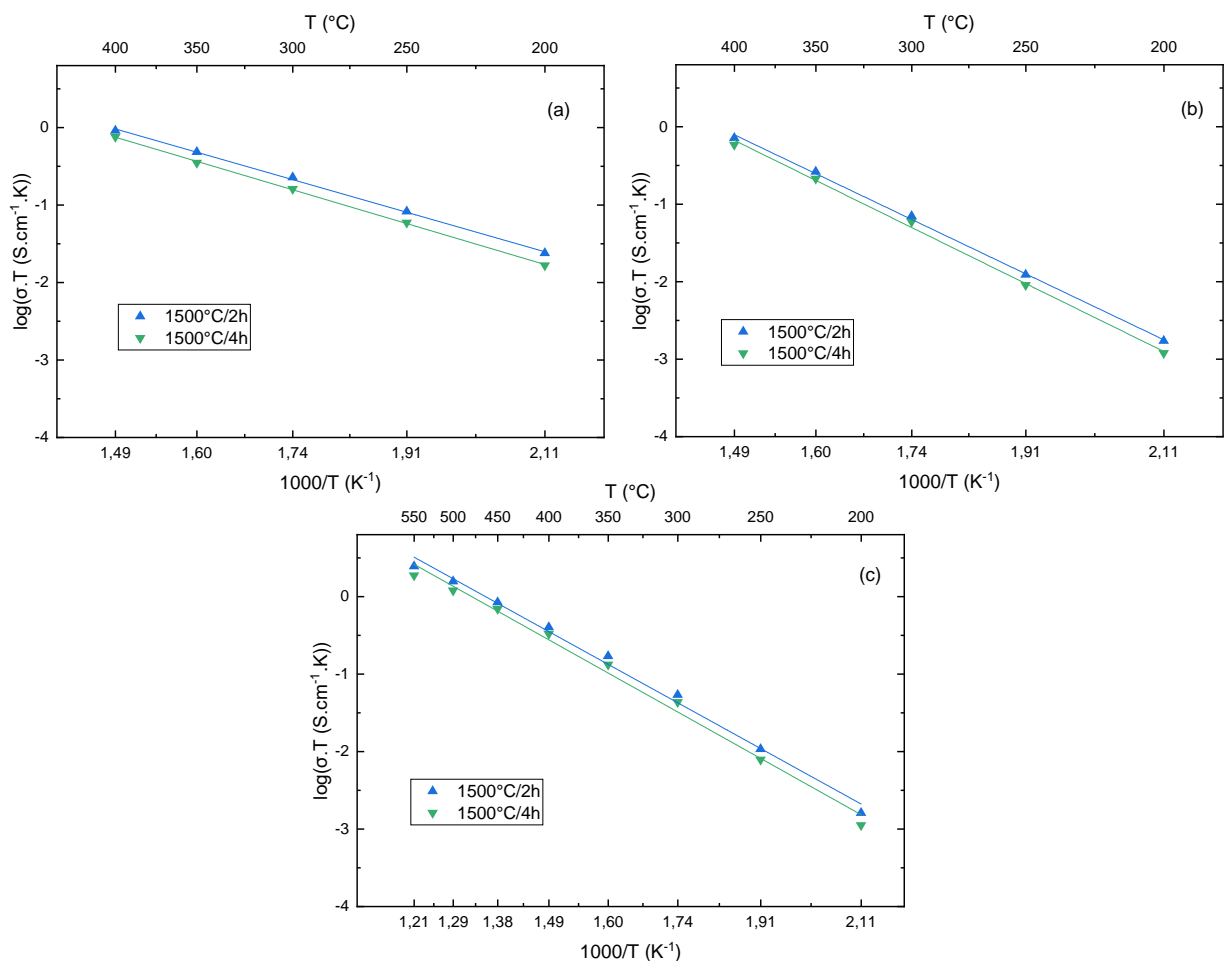 T (°C)
400 350 300 250 200
(a)
0
-1
-2
-3
-4
log(σ.T (S.cm-1.K))
1500°C/2h
1500°C/4h
1,49 1,60 1,74 1,91 2,11
1000/T (K-1)
T (°C)
400 350 300 250 200
(b)
0
-1
-2
-3
-4
log(σ.T (S.cm-1.K))
1500°C/2h
1500°C/4h
1,49 1,60 1,74 1,91 2,11
1000/T (K-1)
T (°C)
550 500 450 400 350 300 250 200
(c)
0
-1
-2
-3
-4
log(σ.T (S.cm-1.K))
1500°C/2h
1500°C/4h
1,21 1,29 1,38 1,49 1,60 1,74 1,91 2,11
1000/T (K-1)